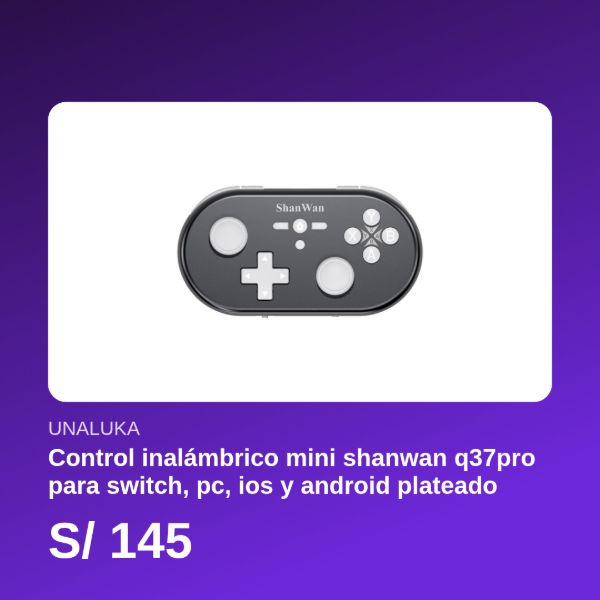 ShanWan
Y
X B
A
UNALUKA
Control inalámbrico mini shanwan q37pro
para switch, pc, ios y android plateado
S/ 145